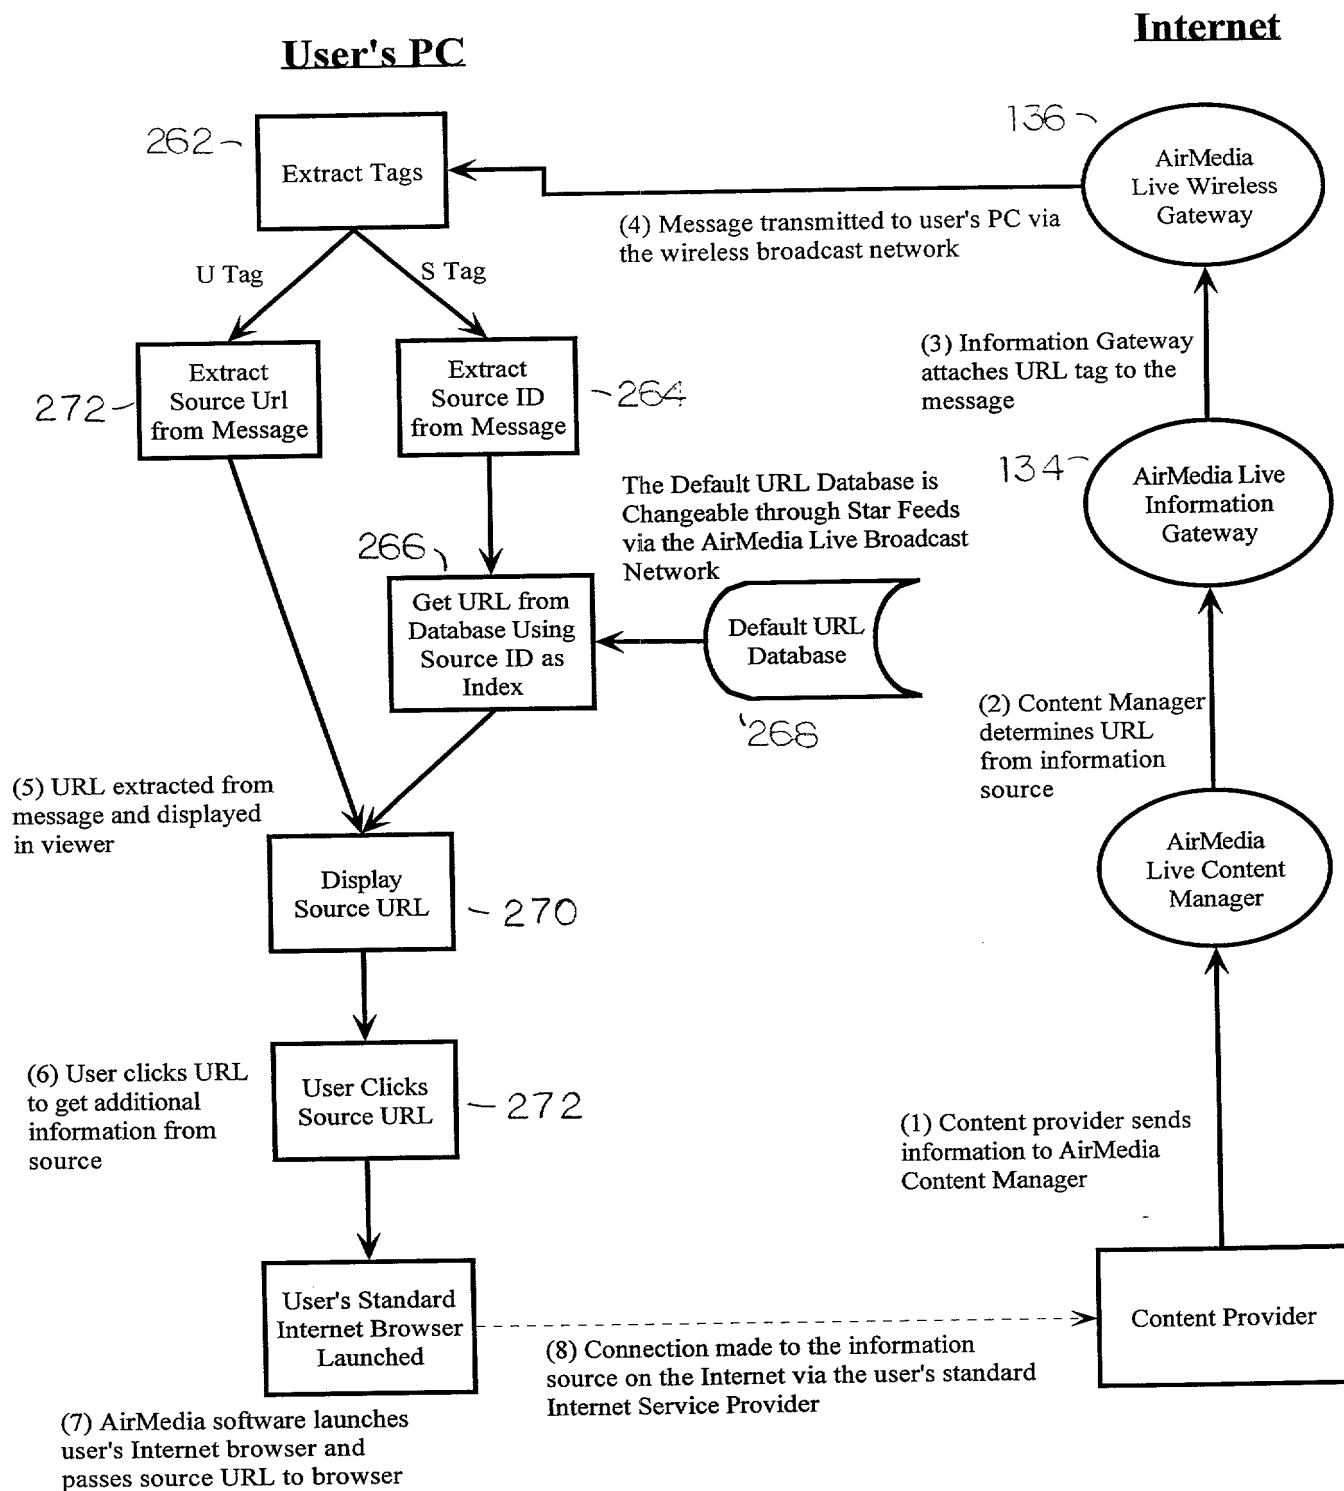 User's PC
Internet
262
Extract Tags
136
AirMedia
Live Wireless
Gateway
(4) Message transmitted to user's PC via
the wireless broadcast network
U Tag
S Tag
(3) Information Gateway
attaches URL tag to the
message
272
Extract
Source Url
from Message
Extract
Source ID
from Message
264
134
AirMedia Live
Information
Gateway
The Default URL Database is
Changeable through Star Feeds
via the AirMedia Live Broadcast
Network
266
Get URL from
Database Using
Source ID as
Index
Default URL
Database
268
(2) Content Manager
determines URL
from information
source
(5) URL extracted from
message and displayed
in viewer
AirMedia
Live Content
Manager
Display
Source URL
270
(6) User clicks URL
to get additional
information from
source
User Clicks
Source URL
272
(1) Content provider sends
information to AirMedia
Content Manager
User's Standard
Internet Browser
Launched
Content Provider
(8) Connection made to the information
source on the Internet via the user's standard
Internet Service Provider
(7) AirMedia software launches
user's Internet browser and
passes source URL to browser